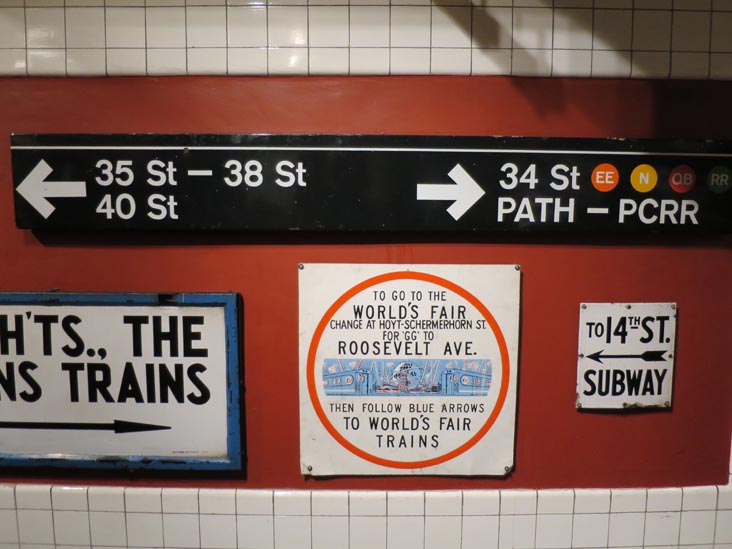 35 St – 38 St
40 St
34 St EE N QB RR
PATH – PCRR
H'TS., THE
NS TRAINS
TO GO TO THE
WORLD'S FAIR
CHANGE AT HOYT-SCHERMERHORN ST.
FOR 'GG' TO
ROOSEVELT AVE.
THEN FOLLOW BLUE ARROWS
TO WORLD'S FAIR
TRAINS
TO 14TH ST.
SUBWAY